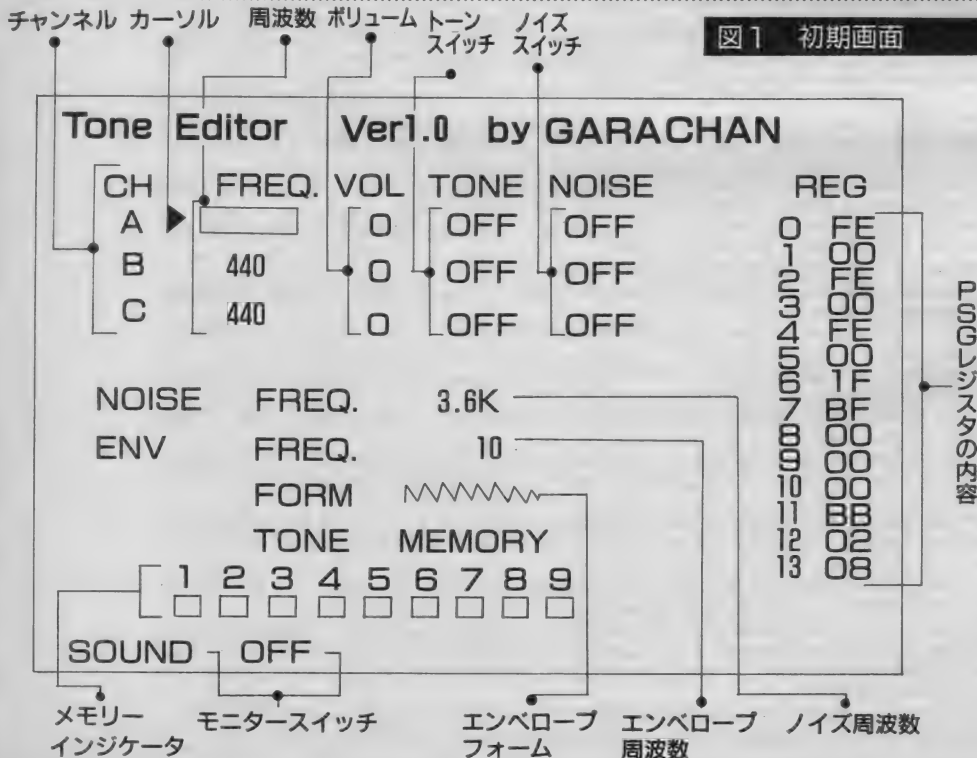 チャンネル カーソル 周波数 ボリューム トーンスイッチ ノイズスイッチ
図1 初期画面
Tone Editor Ver1.0 by GARACHAN
CH FREQ. VOL TONE NOISE REG
A 0 OFF OFF
B 440 0 OFF OFF
C 440 0 OFF OFF
0 FE
1 00
2 FE
3 00
4 FE
5 00
6 1F
7 BF
8 00
9 00
10 00
11 BB
12 02
13 08
PSGレジスタの内容
NOISE FREQ. 3.6K
ENV FREQ. 10
FORM
TONE MEMORY
1 2 3 4 5 6 7 8 9
SOUND OFF
メモリーインジケータ
モニタースイッチ
エンベロープフォーム
エンベロープ周波数
ノイズ周波数